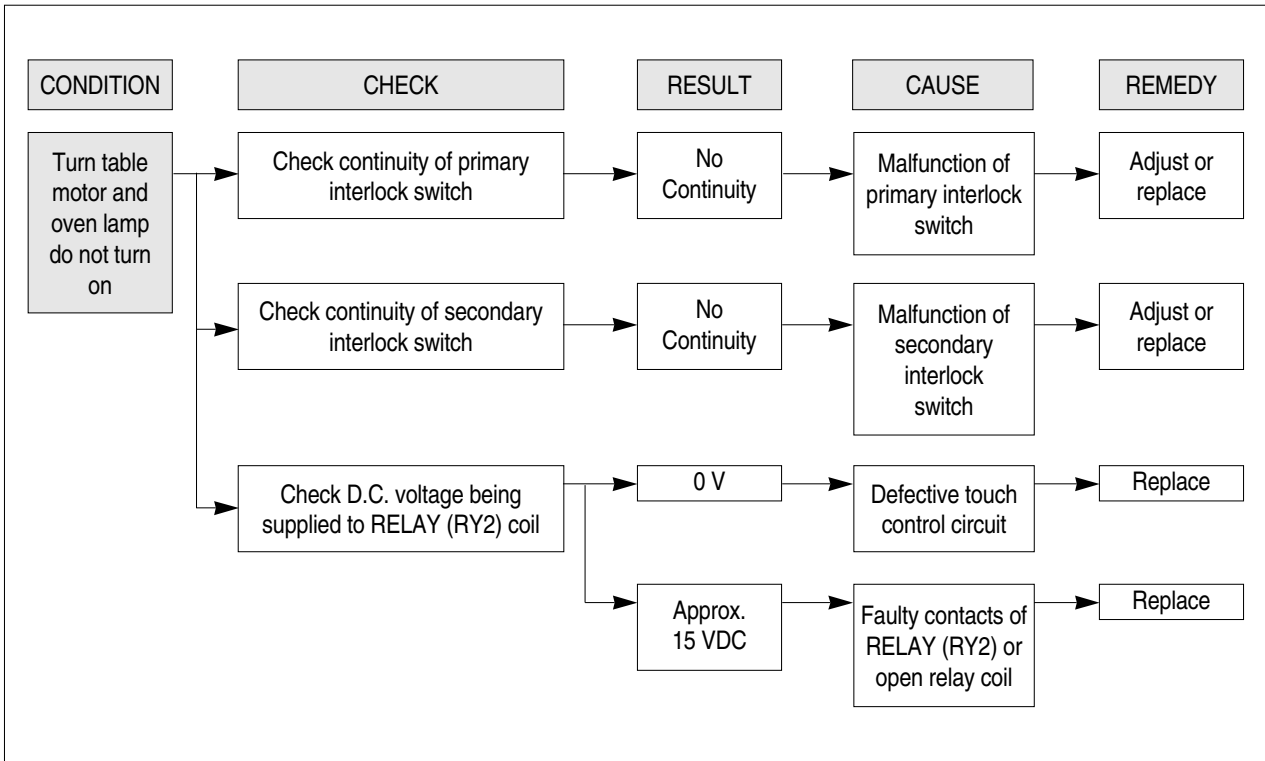 CONDITION
CHECK
RESULT
CAUSE
REMEDY
Turn table
motor and
oven lamp
do not turn
on
Check continuity of primary
interlock switch
No
Continuity
Malfunction of
primary interlock
switch
Adjust or
replace
Check continuity of secondary
interlock switch
No
Continuity
Malfunction of
secondary
interlock
switch
Adjust or
replace
Check D.C. voltage being
supplied to RELAY (RY2) coil
0 V
Defective touch
control circuit
Replace
Approx.
15 VDC
Faulty contacts of
RELAY (RY2) or
open relay coil
Replace